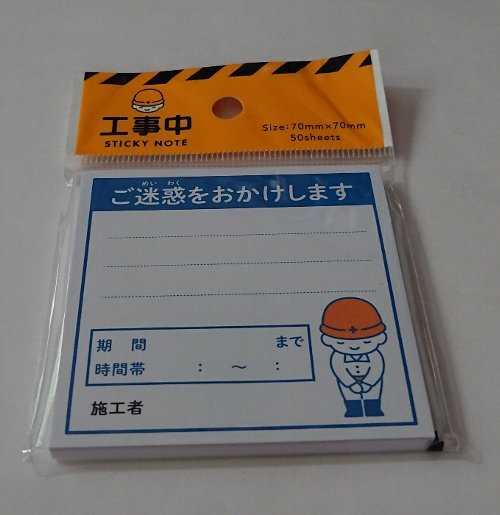 工事中
STICKY NOTE
Size:70mm×70mm
50sheets
めい わく
ご迷惑をおかけします
期 間 まで
時間帯 : ~ :
施工者